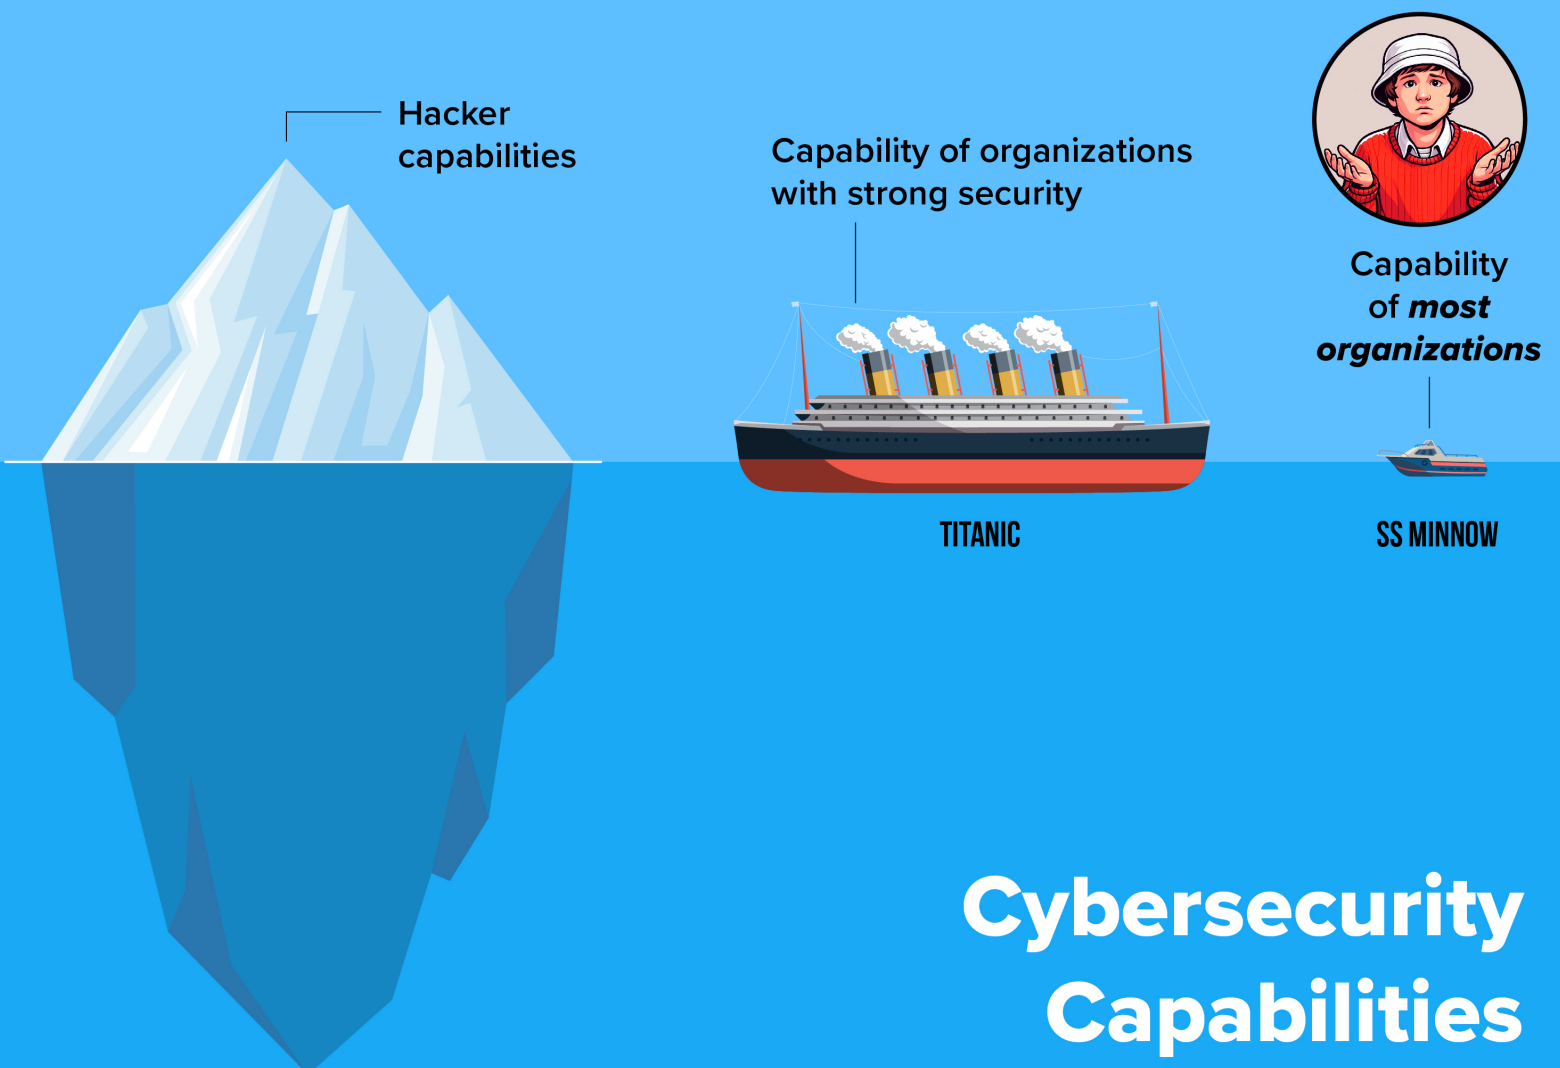 Hacker
capabilities
Capability of organizations
with strong security
Capability
of most
organizations
TITANIC
SS MINNOW
Cybersecurity
Capabilities